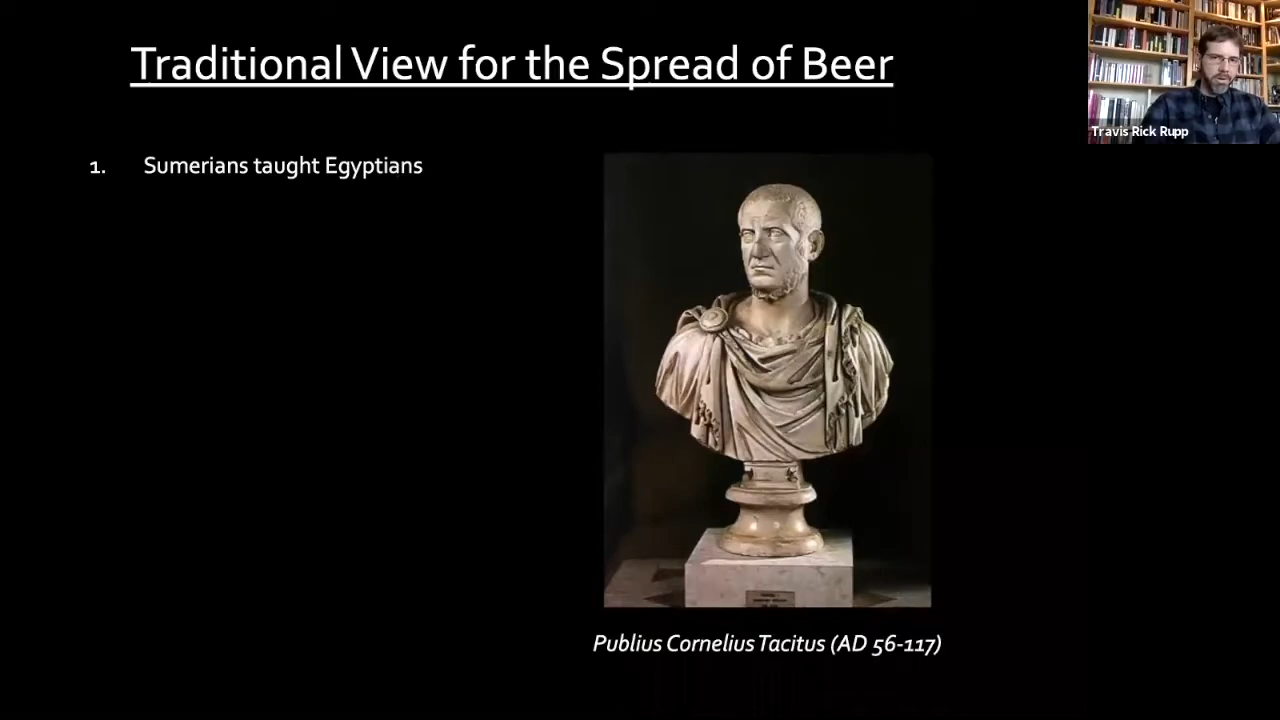 Traditional View for the Spread of Beer
Travis Rick Rupp
1. Sumerians taught Egyptians
Publius Cornelius Tacitus (AD 56-117)